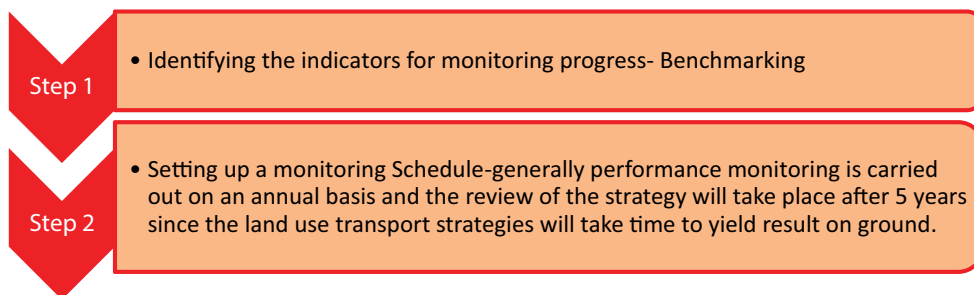 Step 1
• Identifying the indicators for monitoring progress- Benchmarking
Step 2
• Setting up a monitoring Schedule-generally performance monitoring is carried
out on an annual basis and the review of the strategy will take place after 5 years
since the land use transport strategies will take time to yield result on ground.